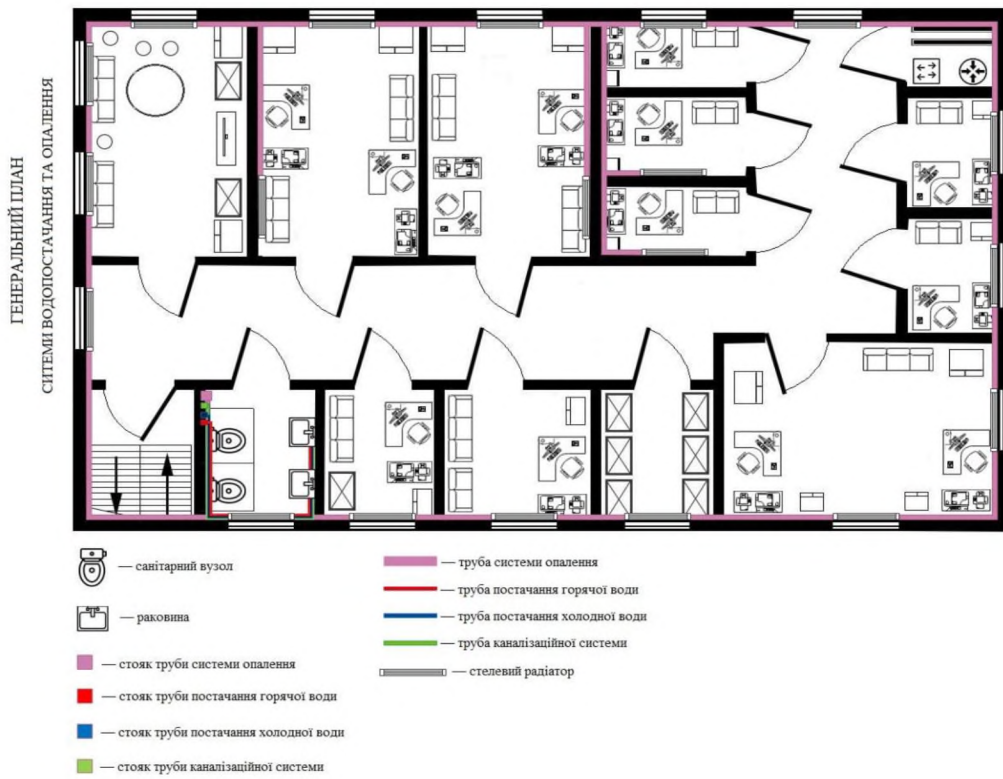 ГЕНЕРАЛЬНИЙ ПЛАН
СИТЕМИ ВОДОПОСТАЧАННЯ ТА ОПАЛЕННЯ
— санітарний вузол
— раковина
— стояк труби системи опалення
— стояк труби постачання горячої води
— стояк труби постачання холодної води
— стояк труби каналізаційної системи
— труба системи опалення
— труба постачання горячої води
— труба постачання холодної води
— труба каналізаційної системи
— стелевий радіатор